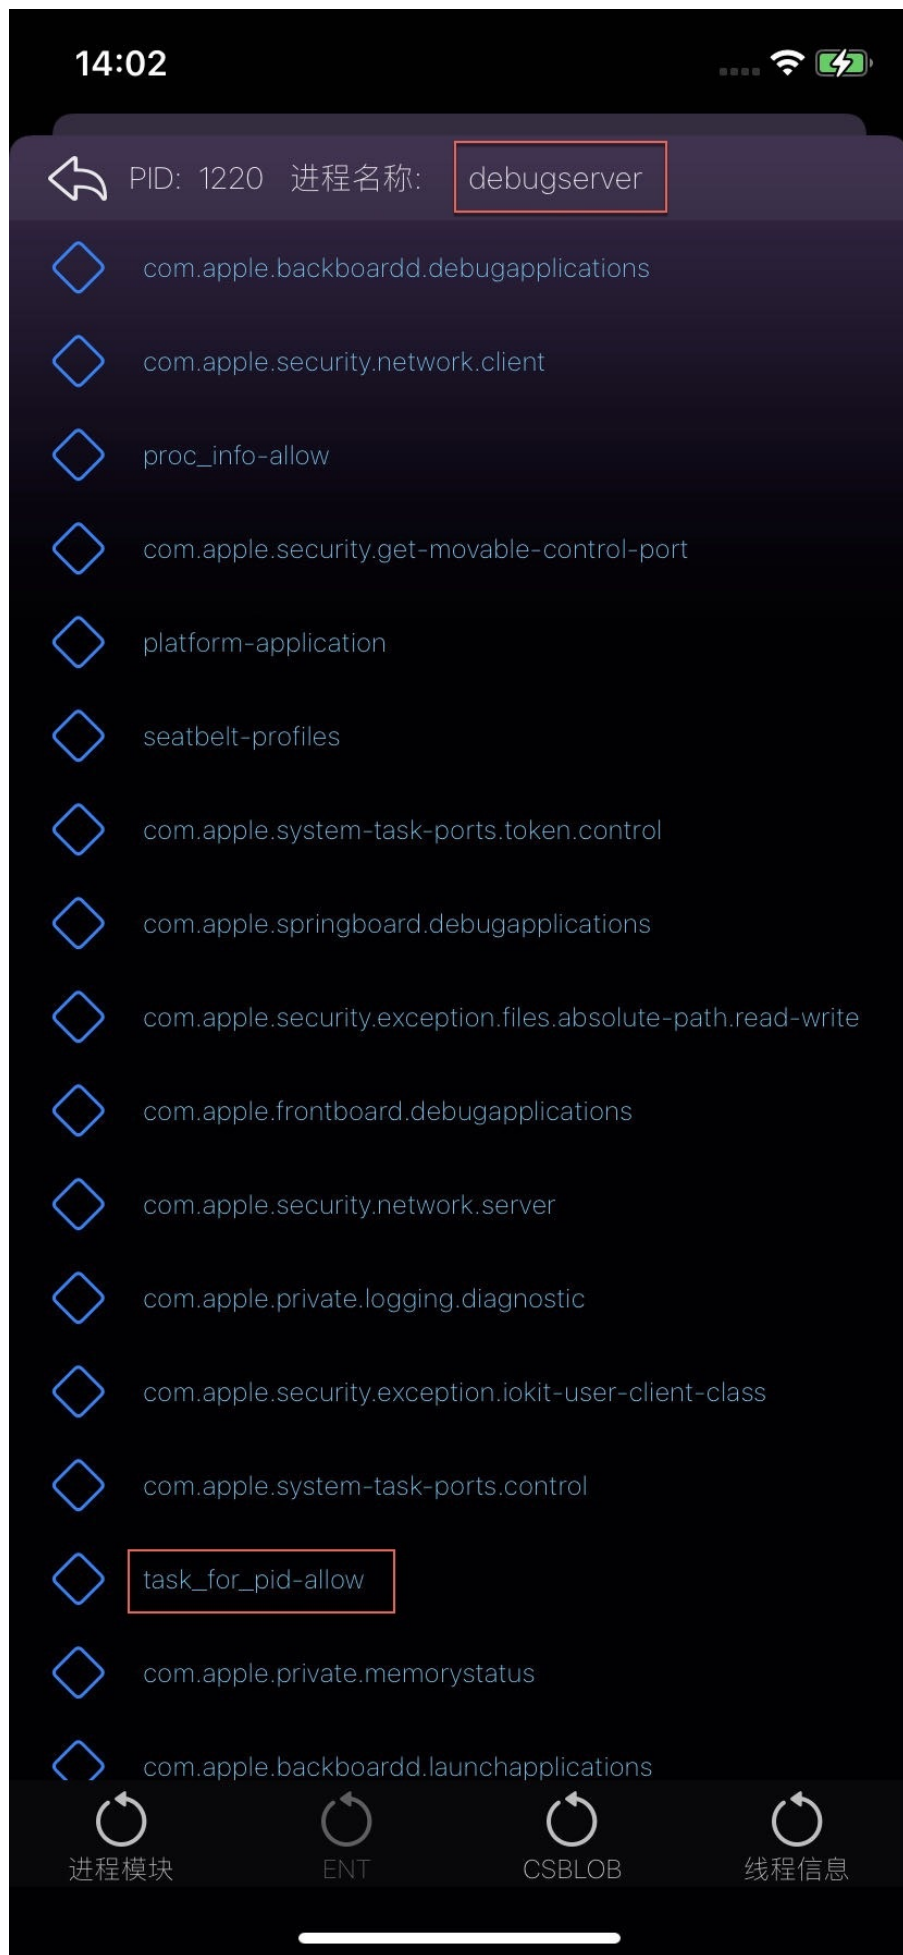 14:02
PID: 1220 进程名称: debugserver
com.apple.backboardd.debugapplications
com.apple.security.network.client
proc_info-allow
com.apple.security.get-movable-control-port
platform-application
seatbelt-profiles
com.apple.system-task-ports.token.control
com.apple.springboard.debugapplications
com.apple.security.exception.files.absolute-path.read-write
com.apple.frontboard.debugapplications
com.apple.security.network.server
com.apple.private.logging.diagnostic
com.apple.security.exception.iokit-user-client-class
com.apple.system-task-ports.control
task_for_pid-allow
com.apple.private.memorystatus
com.apple.backboardd.launchapplications
进程模块 ENT CSBLOB 线程信息